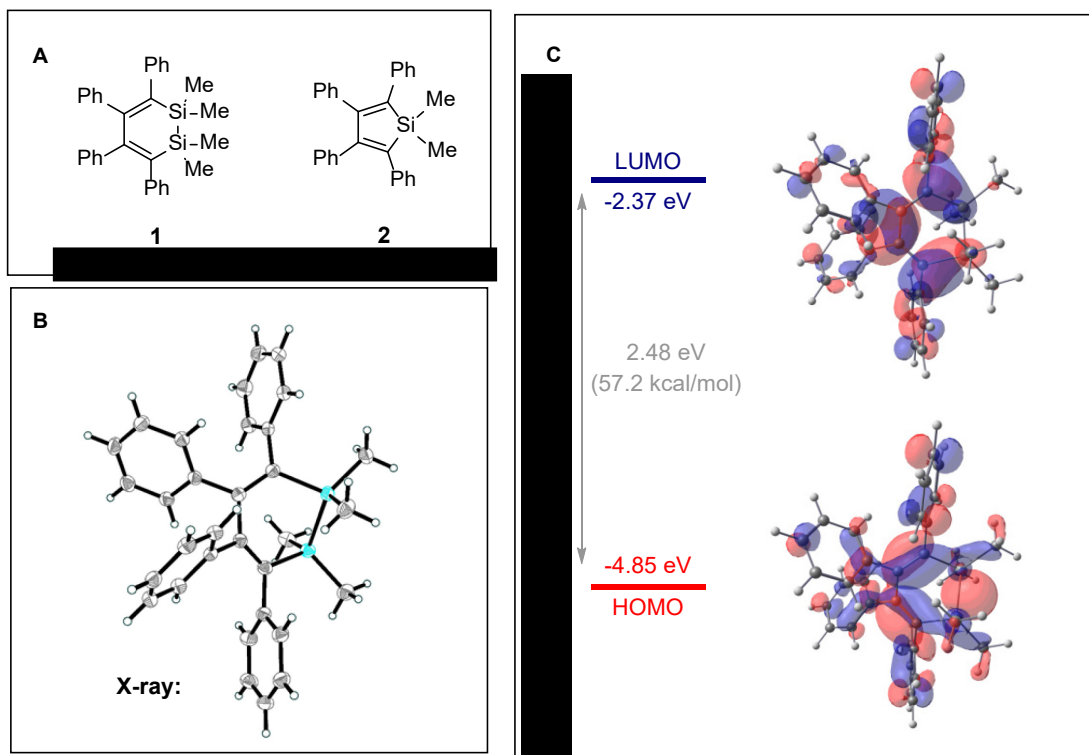 A
Ph
Ph
Me
Si
Me
Me
Si
Me
Ph
Ph
1
Ph
Ph
Me
Si
Me
Ph
Ph
2
B
X-ray:
C
LUMO
-2.37 eV
2.48 eV
(57.2 kcal/mol)
-4.85 eV
HOMO